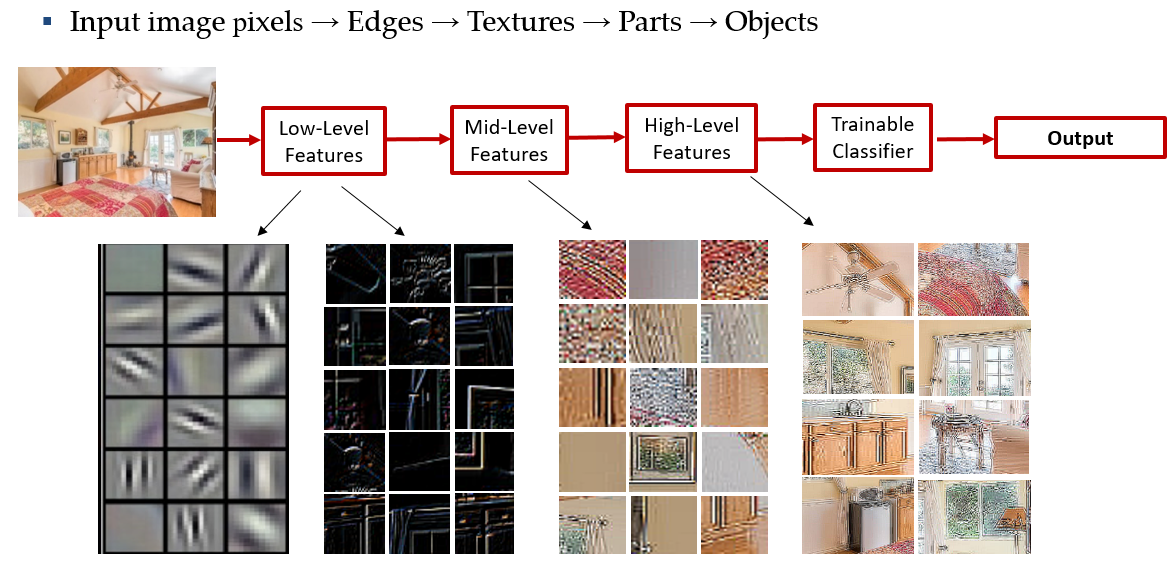 ▪ Input image pixels → Edges → Textures → Parts → Objects
Low-Level
Features
Mid-Level
Features
High-Level
Features
Trainable
Classifier
Output